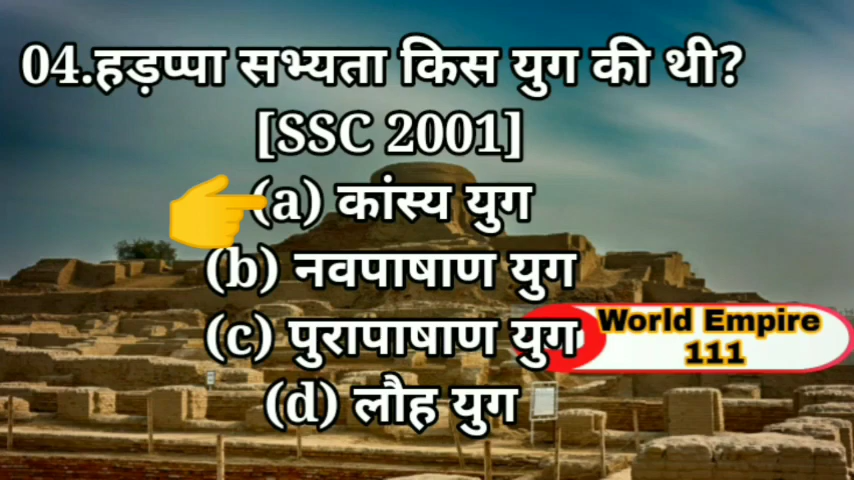 04.हड़प्पा सभ्यता किस युग की थी?
[SSC 2001]
(a) कांस्य युग
(b) नवपाषाण युग
(c) पुरापाषाण युग
(d) लौह युग
World Empire
111